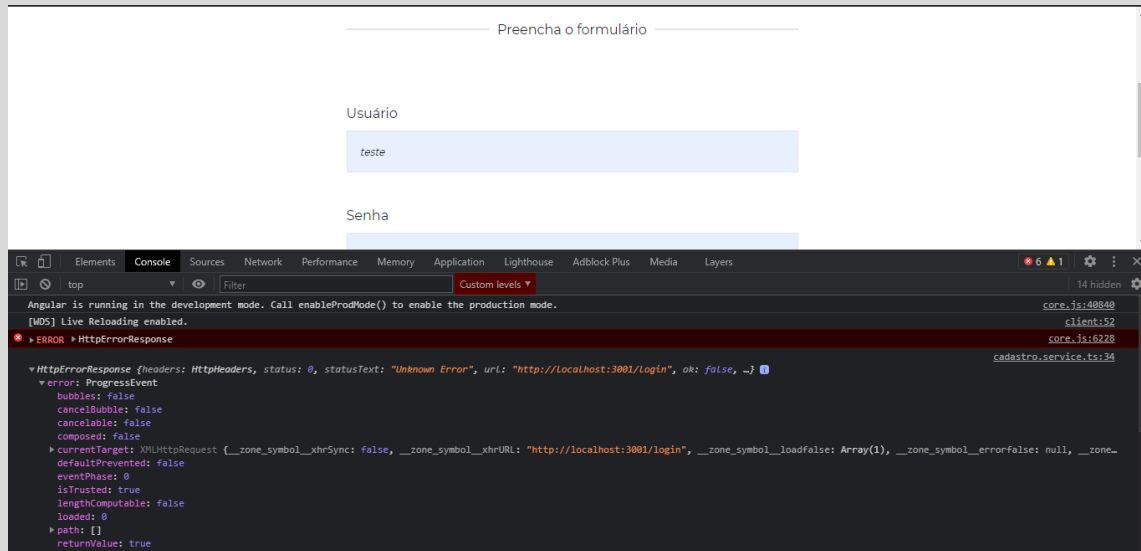 Preencha o formulário
Usuário
teste
Senha
Elements Console Sources Network Performance Memory Application Lighthouse Adblock Plus Media Layers 6 1
top Filter Custom levels 14 hidden
Angular is running in the development mode. Call enableProdMode() to enable the production mode. core.js:40840
[WDS] Live Reloading enabled. client:52
ERROR HttpErrorResponse core.js:6228
cadastro.service.ts:34
HttpErrorResponse {headers: HttpHeaders, status: 0, statusText: "Unknown Error", url: "http://localhost:3001/login", ok: false, …}
error: ProgressEvent
bubbles: false
cancelBubble: false
cancelable: false
composed: false
currentTarget: XMLHttpRequest {__zone_symbol__xhrSync: false, __zone_symbol__xhrURL: "http://localhost:3001/login", __zone_symbol__loadfalse: Array(1), __zone_symbol__errorfalse: null, __zone…
defaultPrevented: false
eventPhase: 0
isTrusted: true
lengthComputable: false
loaded: 0
path: []
returnValue: true